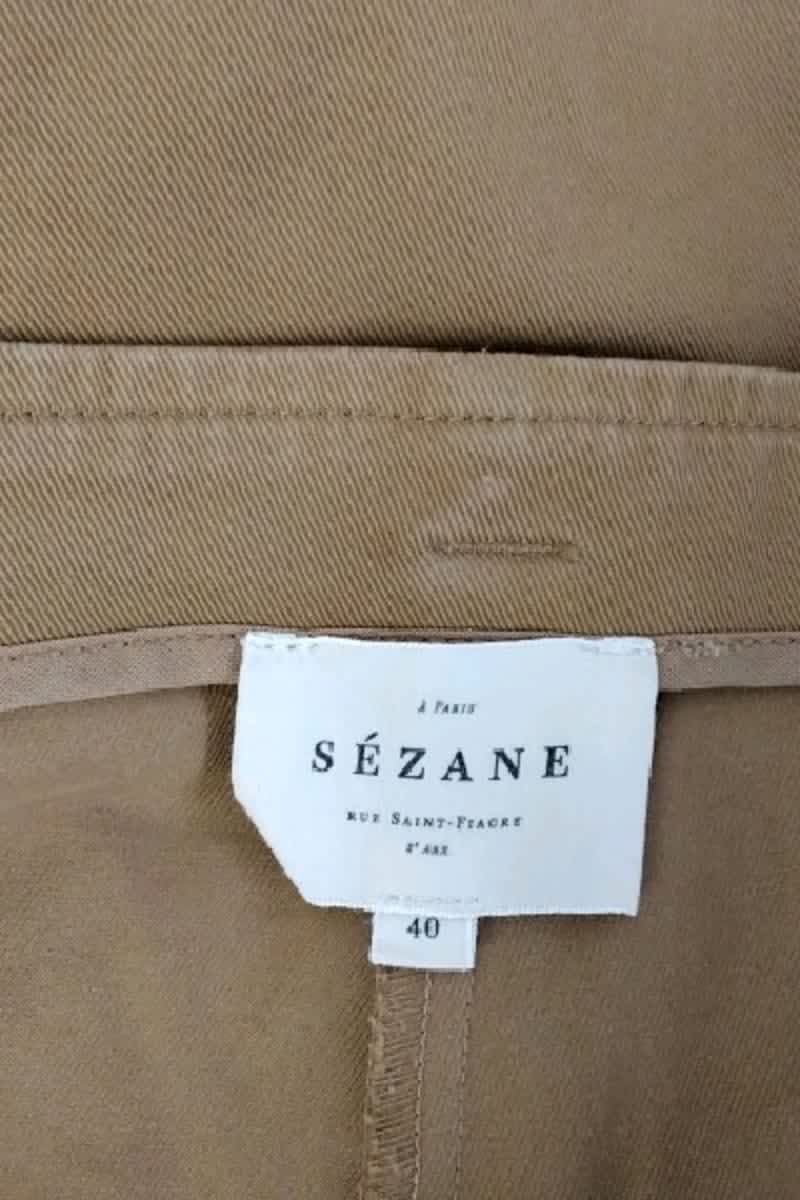 À PARIS
SÉZANE
RUE SAINT-FIACRE
2e ARR.
40